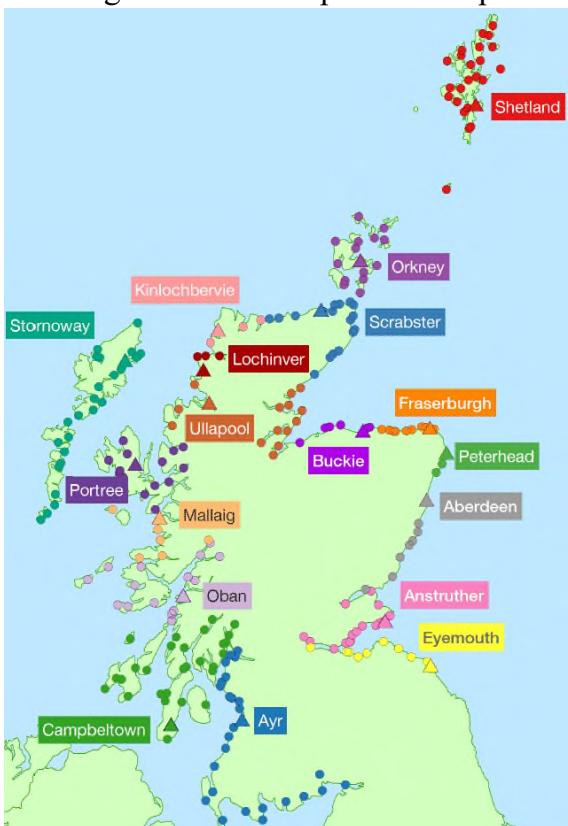 Shetland
Orkney
Kinlochbervie
Stornoway
Scrabster
Lochinver
Fraserburgh
Ullapool
Buckie
Peterhead
Portree
Aberdeen
Mallaig
Oban
Anstruther
Eyemouth
Campbeltown
Ayr